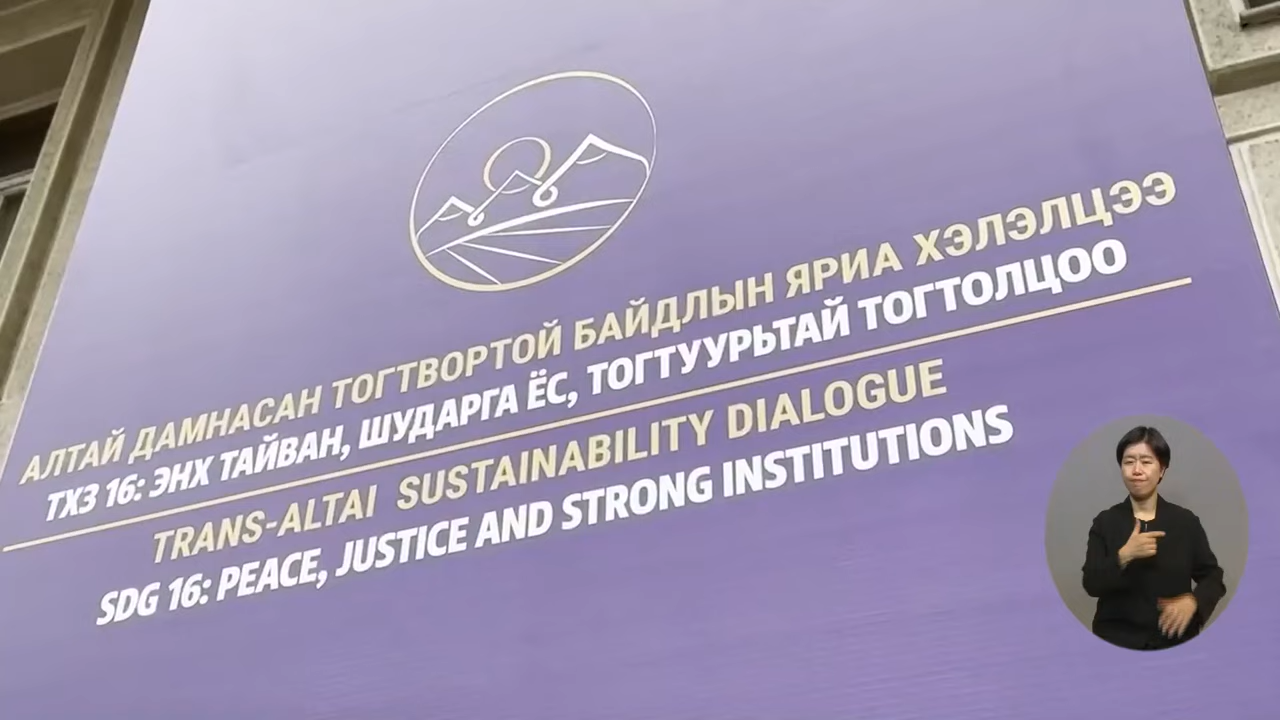 АЛТАЙ ДАМНАСАН ТОГТВОРТОЙ БАЙДЛЫН ЯРИА ХЭЛЭЛЦЭЭ
ТХЗ 16: ЭНХ ТАЙВАН, ШУДАРГА ЁС, ТОГТУУРЬТАЙ ТОГТОЛЦОО
TRANS-ALTAI SUSTAINABILITY DIALOGUE
SDG 16: PEACE, JUSTICE AND STRONG INSTITUTIONS